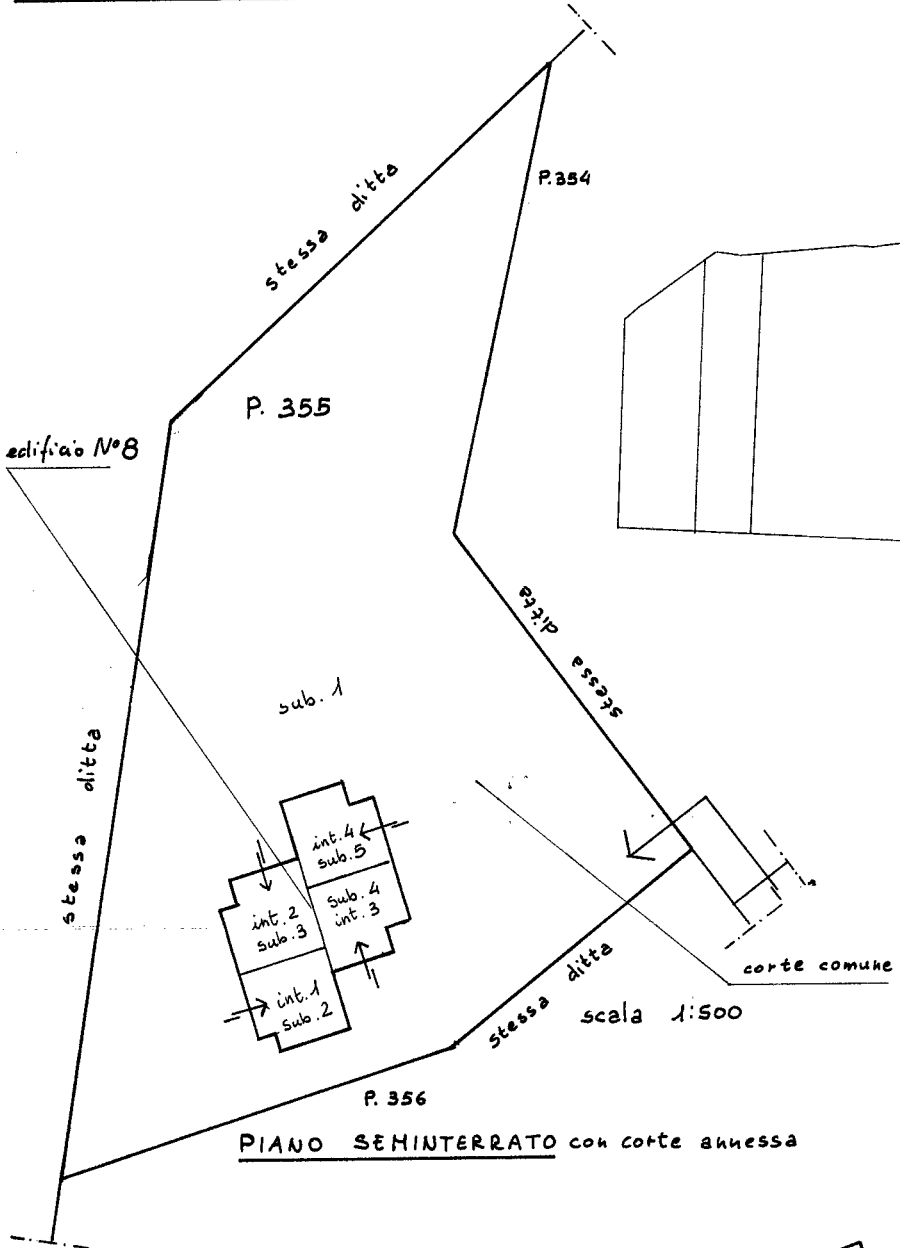 P.354
stessa ditta
P. 355
edificio N°8
stessa ditta
sub. 1
stessa ditta
int. 4
sub. 5
sub. 4
int. 3
int. 2
sub. 3
int. 1
sub. 2
corte comune
stessa ditta
scala 1:500
P. 356
PIANO SEMINTERRATO con corte annessa